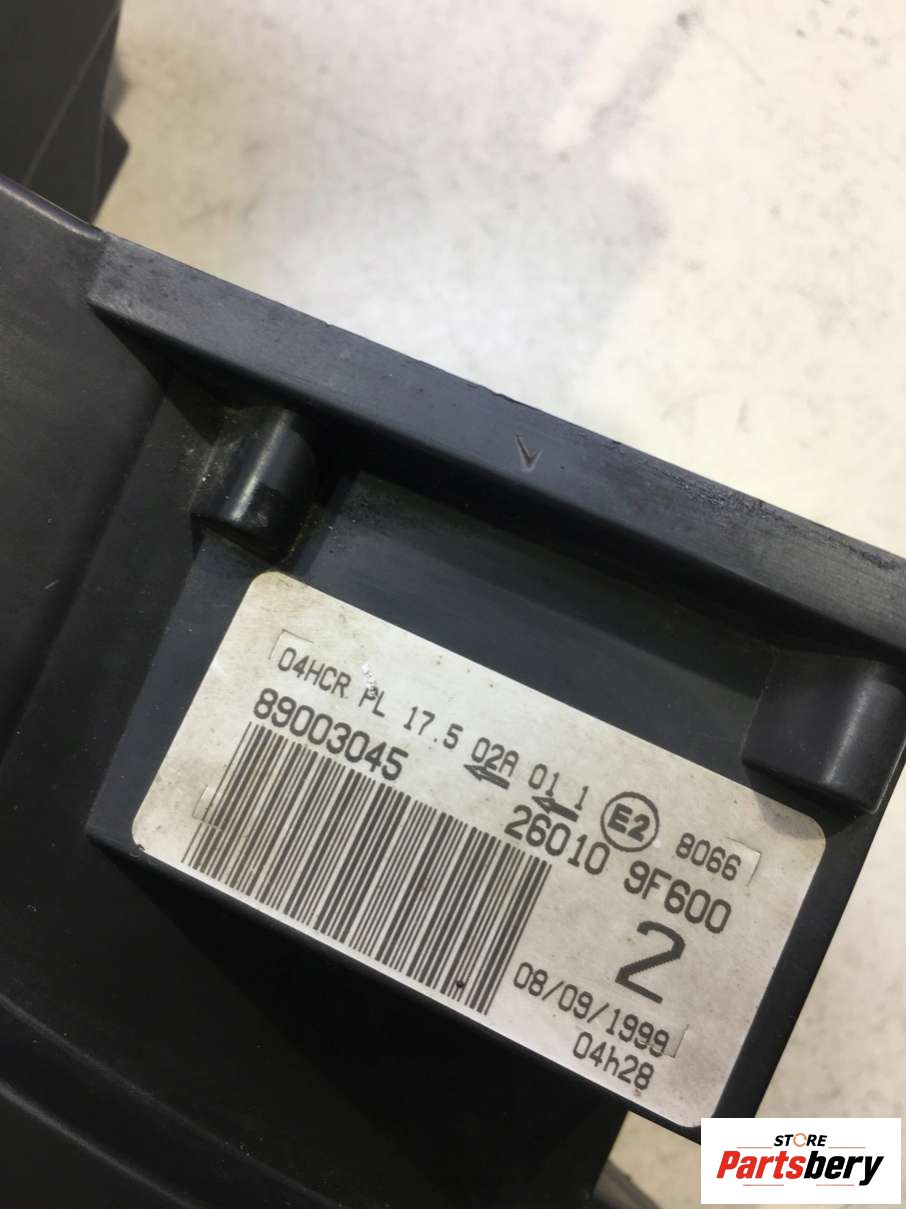 04HCR PL 17.5 02A 01 1 E2 8066
89003045
26010 9F600
2
08/09/1999
04h28
STORE
Partsbery